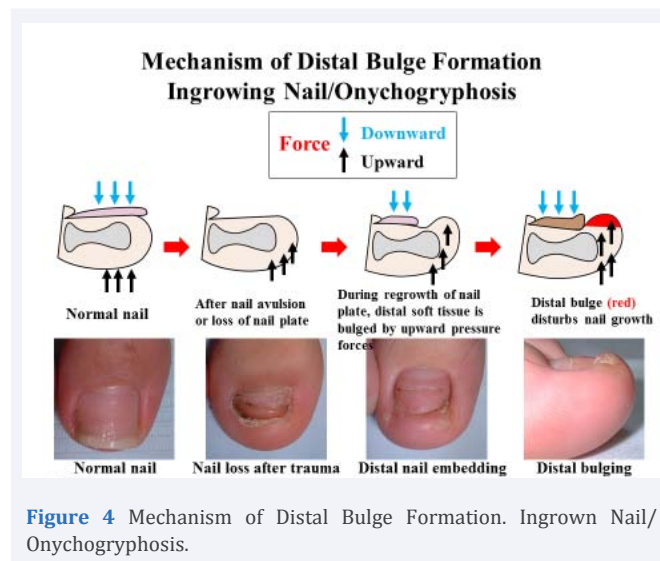 Mechanism of Distal Bulge Formation
Ingrowing Nail/Onychogryphosis
Force
Downward
Upward
Normal nail
After nail avulsion
or loss of nail plate
During regrowth of nail
plate, distal soft tissue is
bulged by upward pressure
forces
Distal bulge (red)
disturbs nail growth
Normal nail
Nail loss after trauma
Distal nail embedding
Distal bulging
Figure 4 Mechanism of Distal Bulge Formation. Ingrown Nail/
Onychogryphosis.